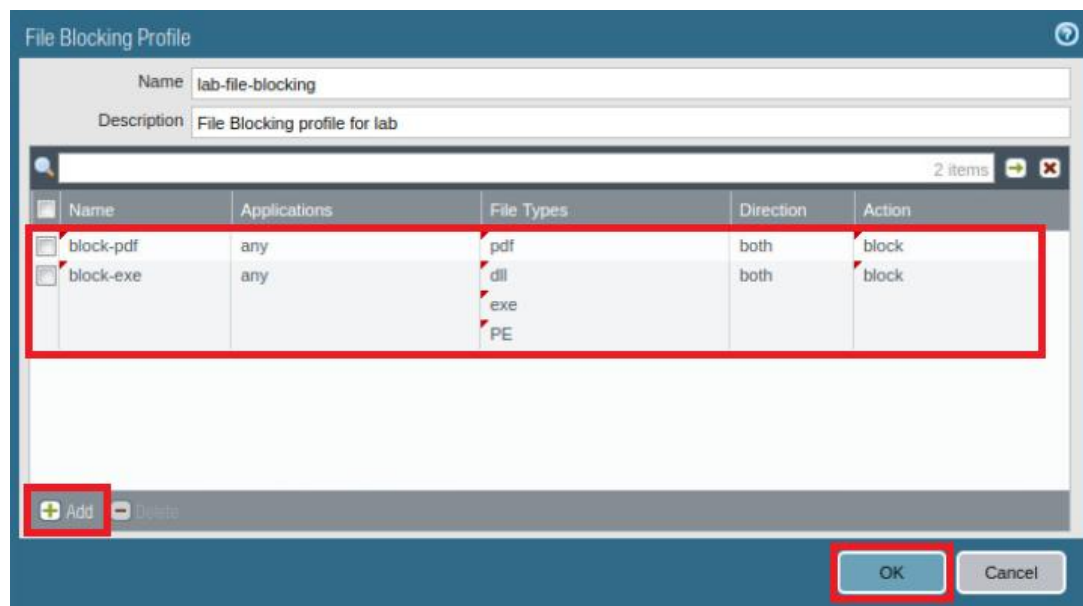 File Blocking Profile
Name lab-file-blocking
Description File Blocking profile for lab
2 items
Name Applications File Types Direction Action
block-pdf any pdf both block
block-exe any dll both block
exe
PE
Add Delete
OK Cancel